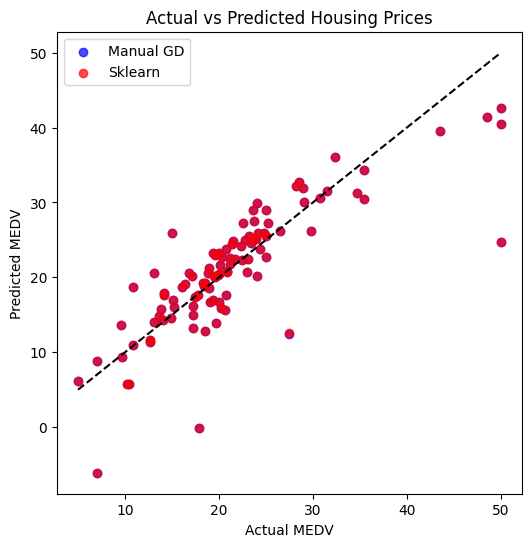 Actual vs Predicted Housing Prices
Manual GD
Sklearn
50
40
30
20
10
0
Predicted MEDV
10 20 30 40 50
Actual MEDV